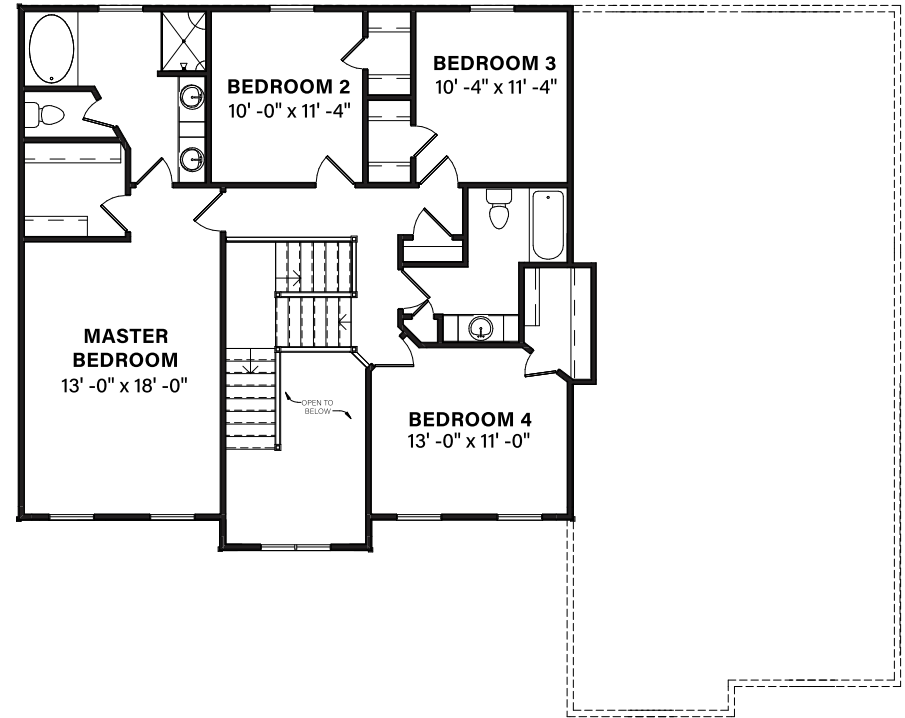 BEDROOM 2
10' -0" x 11' -4"
BEDROOM 3
10' -4" x 11' -4"
MASTER
BEDROOM
13' -0" x 18' -0"
OPEN TO
BELOW
BEDROOM 4
13' -0" x 11' -0"